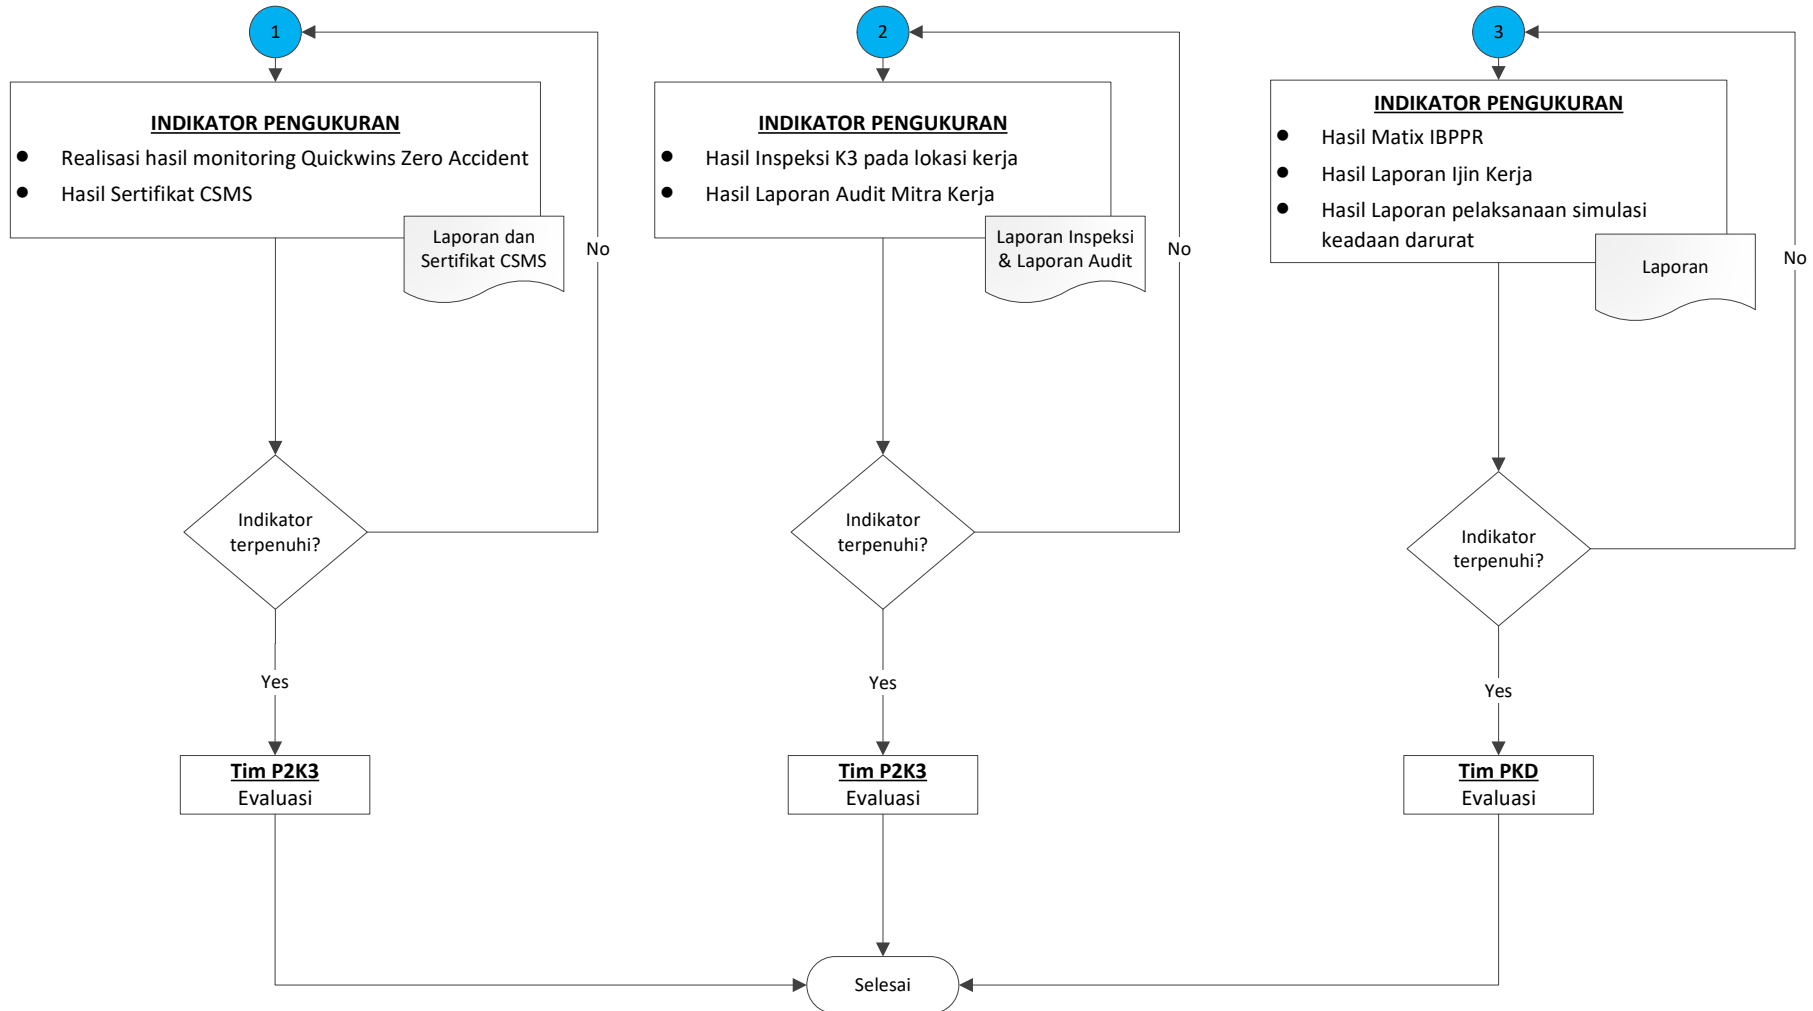 1
INDIKATOR PENGUKURAN
● Realisasi hasil monitoring Quickwins Zero Accident
● Hasil Sertifikat CSMS
Laporan dan
Sertifikat CSMS
No
Indikator
terpenuhi?
Yes
Tim P2K3
Evaluasi
2
INDIKATOR PENGUKURAN
● Hasil Inspeksi K3 pada lokasi kerja
● Hasil Laporan Audit Mitra Kerja
Laporan Inspeksi
& Laporan Audit
No
Indikator
terpenuhi?
Yes
Tim P2K3
Evaluasi
3
INDIKATOR PENGUKURAN
● Hasil Matix IBPPR
● Hasil Laporan Ijin Kerja
● Hasil Laporan pelaksanaan simulasi
keadaan darurat
Laporan
No
Indikator
terpenuhi?
Yes
Tim PKD
Evaluasi
Selesai